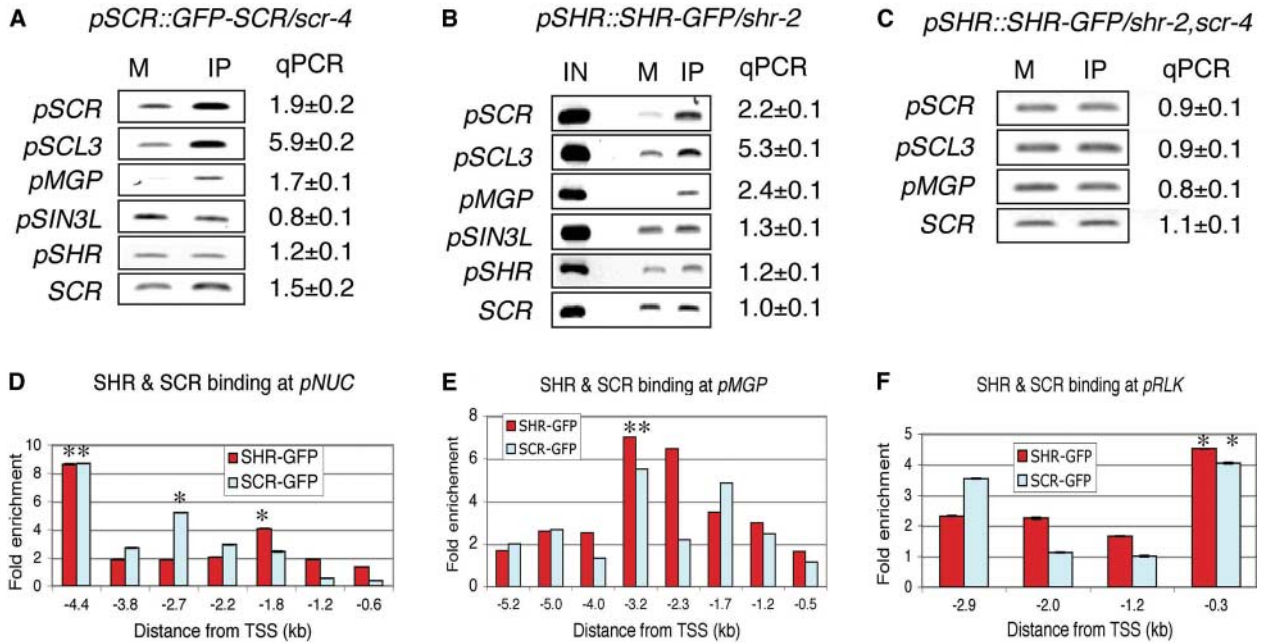 A pSCR::GFP-SCR/scr-4
M IP qPCR
pSCR 1.9±0.2
pSCL3 5.9±0.2
pMGP 1.7±0.1
pSIN3L 0.8±0.1
pSHR 1.2±0.1
SCR 1.5±0.2
B pSHR::SHR-GFP/shr-2
IN M IP qPCR
pSCR 2.2±0.1
pSCL3 5.3±0.1
pMGP 2.4±0.1
pSIN3L 1.3±0.1
pSHR 1.2±0.1
SCR 1.0±0.1
C pSHR::SHR-GFP/shr-2,scr-4
M IP qPCR
pSCR 0.9±0.1
pSCL3 0.9±0.1
pMGP 0.8±0.1
SCR 1.1±0.1
D SHR & SCR binding at pNUC
Fold enrichment
10
8
6
4
2
0
** * *
SHR-GFP
SCR-GFP
-4.4 -3.8 -2.7 -2.2 -1.8 -1.2 -0.6
Distance from TSS (kb)
E SHR & SCR binding at pMGP
Fold enrichement
8
6
4
2
0
**
SHR-GFP
SCR-GFP
-5.2 -5.0 -4.0 -3.2 -2.3 -1.7 -1.2 -0.5
Distance from TSS (kb)
F SHR & SCR binding at pRLK
Fold enrichment
5
4
3
2
1
0
* *
SHR-GFP
SCR-GFP
-2.9 -2.0 -1.2 -0.3
Distance from TSS (kb)